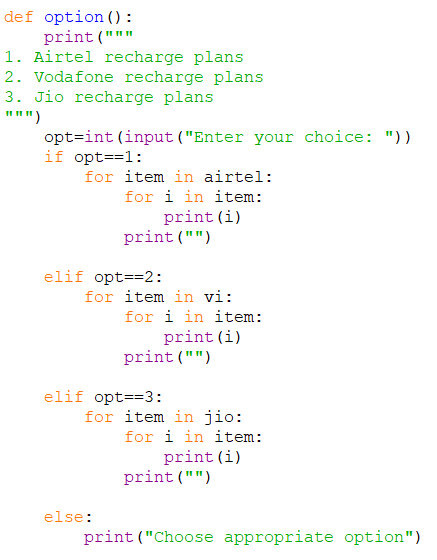 def option():
    print("""
1. Airtel recharge plans
2. Vodafone recharge plans
3. Jio recharge plans
""")
    opt=int(input("Enter your choice: "))
    if opt==1:
        for item in airtel:
            for i in item:
                print(i)
            print("")

    elif opt==2:
        for item in vi:
            for i in item:
                print(i)
            print("")

    elif opt==3:
        for item in jio:
            for i in item:
                print(i)
            print("")

    else:
        print("Choose appropriate option")